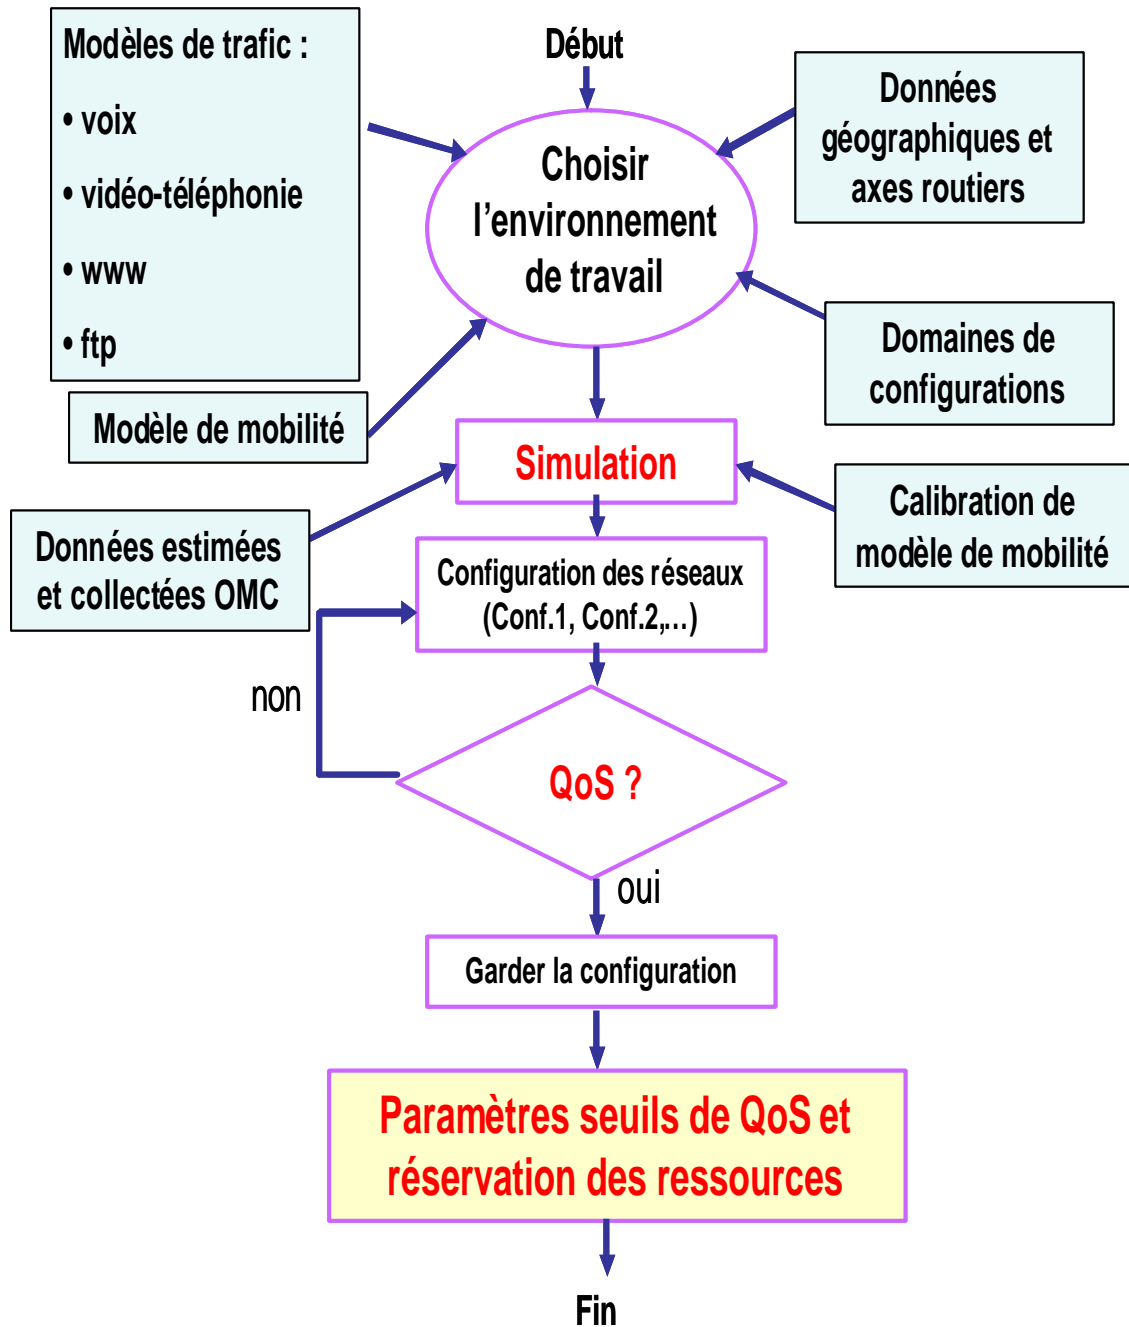 Modèles de trafic :
• voix
• vidéo-téléphonie
• www
• ftp
Début
Choisir
l’environnement
de travail
Données
géographiques et
axes routiers
Domaines de
configurations
Modèle de mobilité
Simulation
Données estimées
et collectées OMC
Calibration de
modèle de mobilité
Configuration des réseaux
(Conf.1, Conf.2,…)
non
QoS ?
oui
Garder la configuration
Paramètres seuils de QoS et
réservation des ressources
Fin